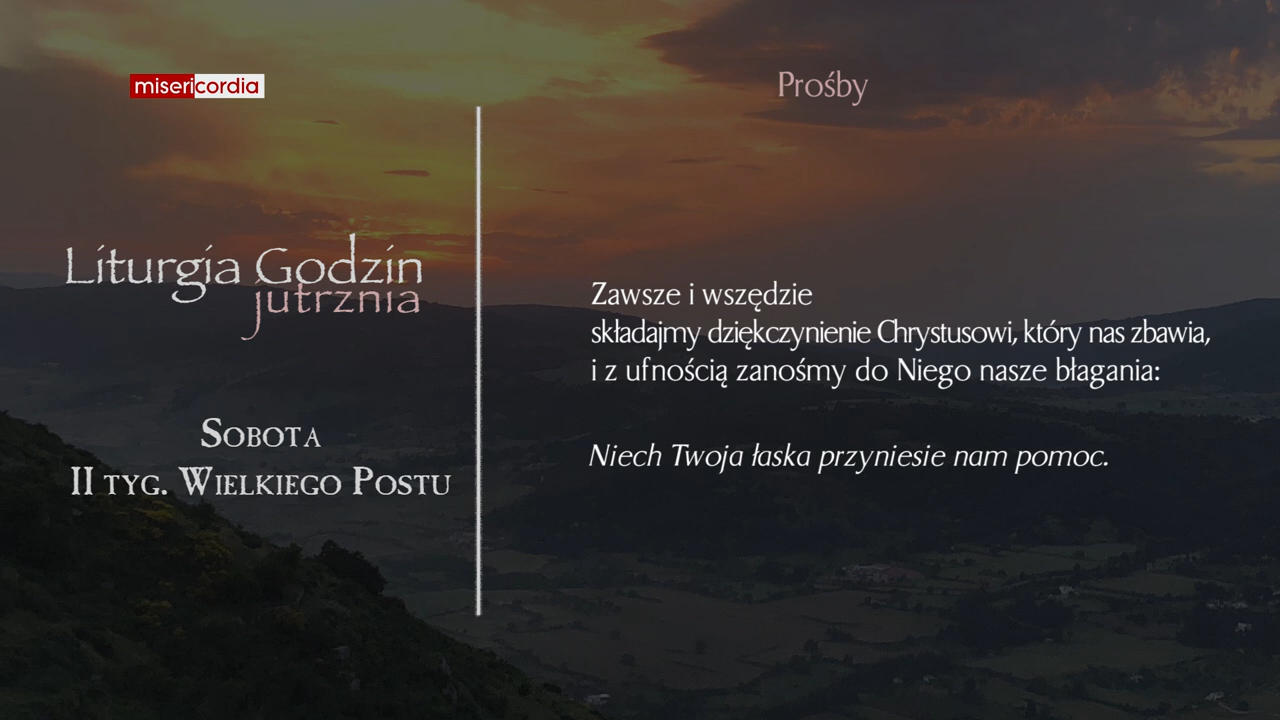 misericordia
Liturgia Godzin
jutrznia
Sobota
II tyg. Wielkiego Postu
Prośby
Zawsze i wszędzie
składajmy dziękczynienie Chrystusowi, który nas zbawia,
i z ufnością zanośmy do Niego nasze błagania:
Niech Twoja łaska przyniesie nam pomoc.